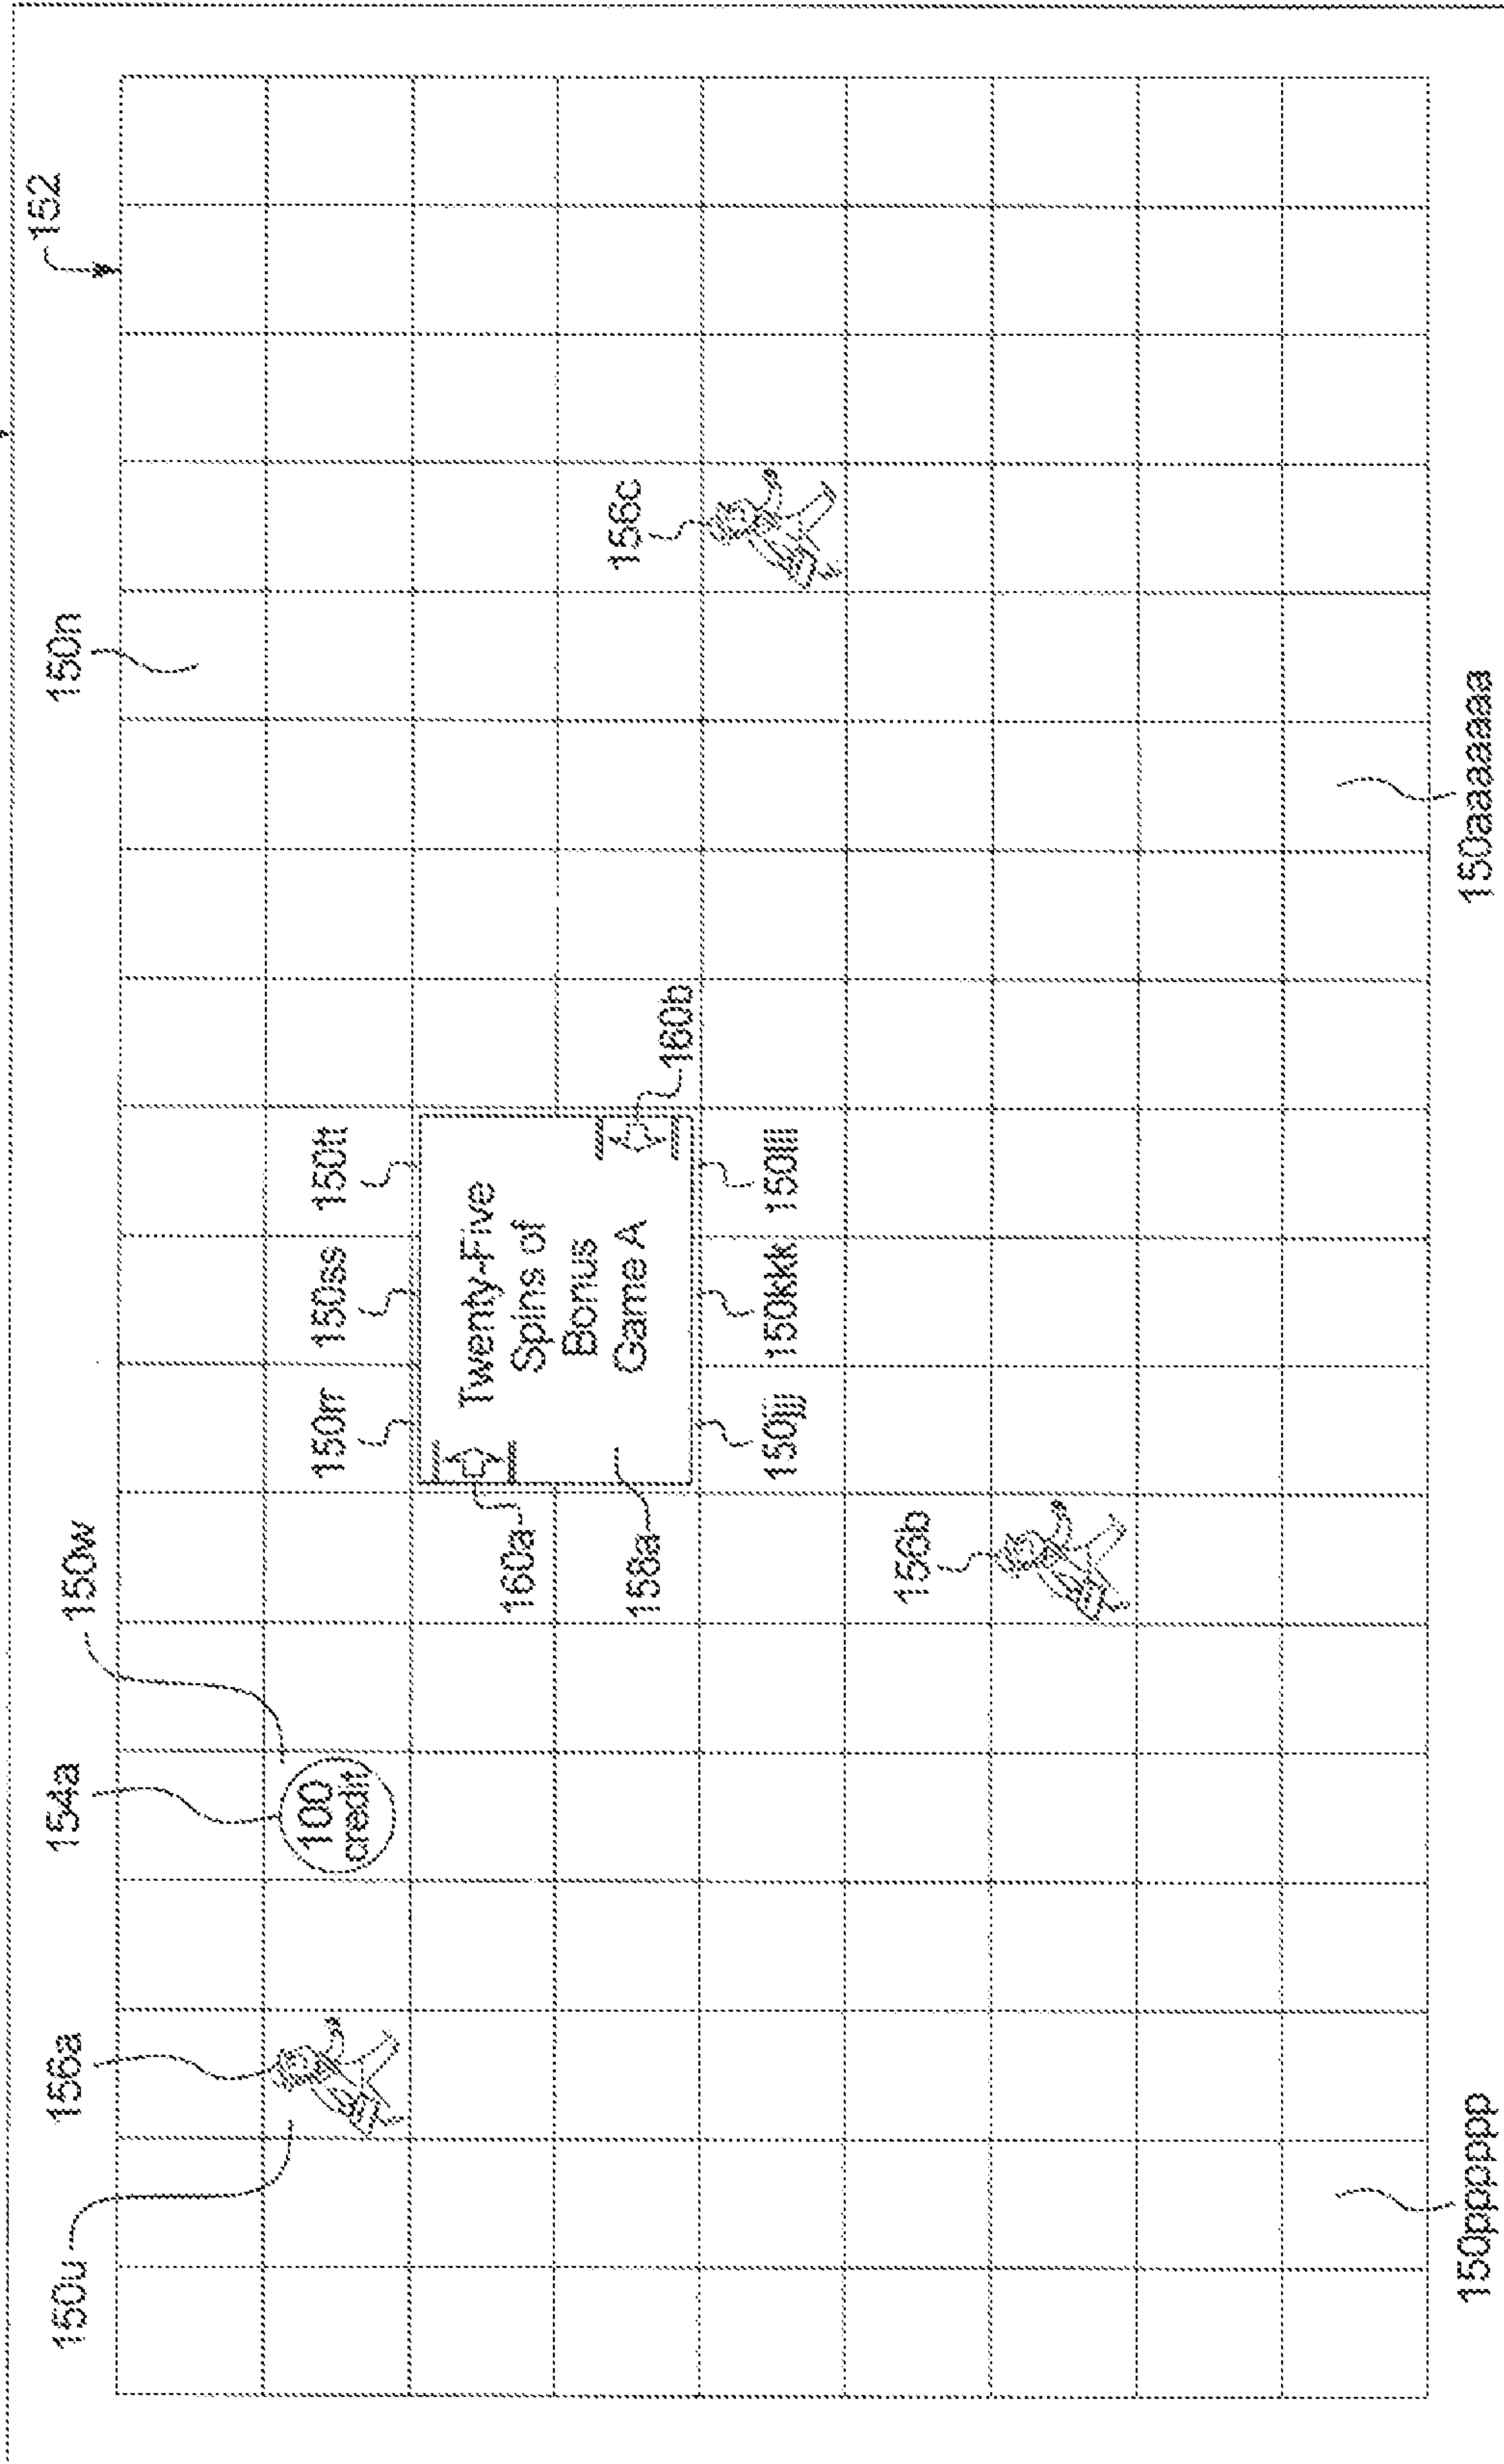 150u
156a
154a
150w
150n
152
100
credit
150rr
150ss
150tt
160a
Twenty-Five
Spins of
Bonus
Game A
160b
158a
156c
150jjj
150kkk
150lll
156b
150pppppp
150aaaaaaa